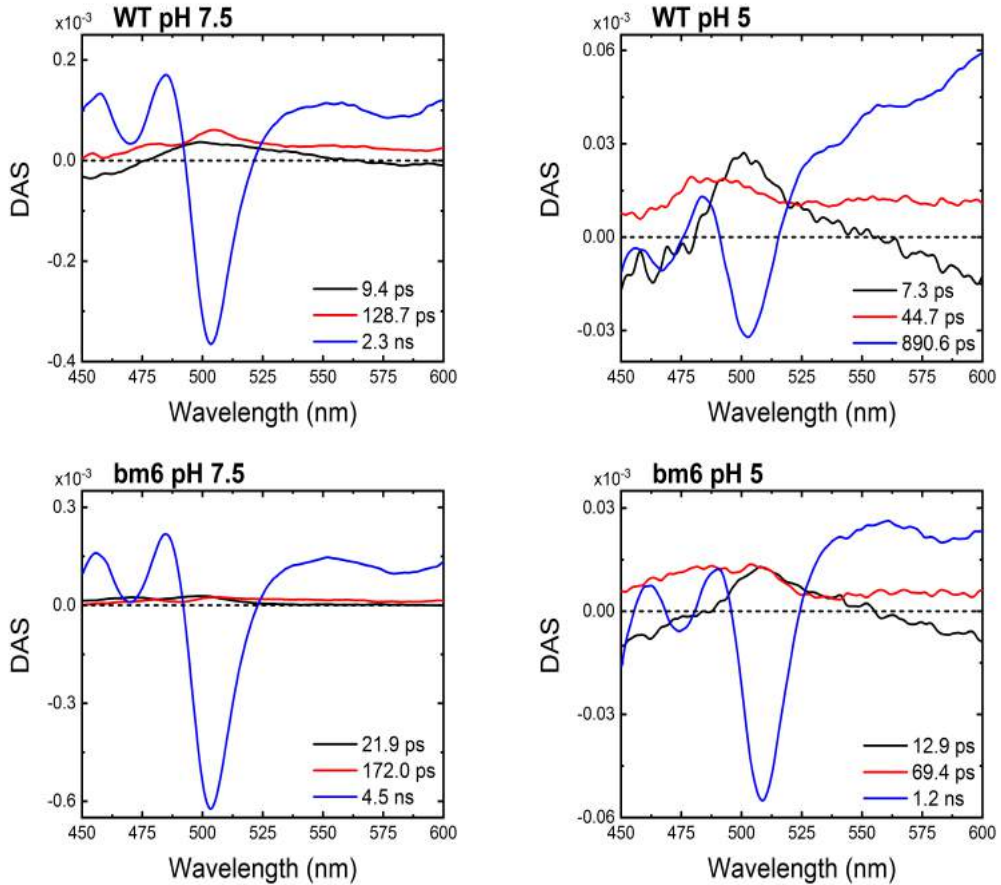 WT pH 7.5
x10⁻³
0.2
0.0
-0.2
-0.4
DAS
9.4 ps
128.7 ps
2.3 ns
450 475 500 525 550 575 600
Wavelength (nm)
WT pH 5
x10⁻³
0.06
0.03
0.00
-0.03
DAS
7.3 ps
44.7 ps
890.6 ps
450 475 500 525 550 575 600
Wavelength (nm)
bm6 pH 7.5
x10⁻³
0.3
0.0
-0.3
-0.6
DAS
21.9 ps
172.0 ps
4.5 ns
450 475 500 525 550 575 600
Wavelength (nm)
bm6 pH 5
x10⁻³
0.03
0.00
-0.03
-0.06
DAS
12.9 ps
69.4 ps
1.2 ns
450 475 500 525 550 575 600
Wavelength (nm)